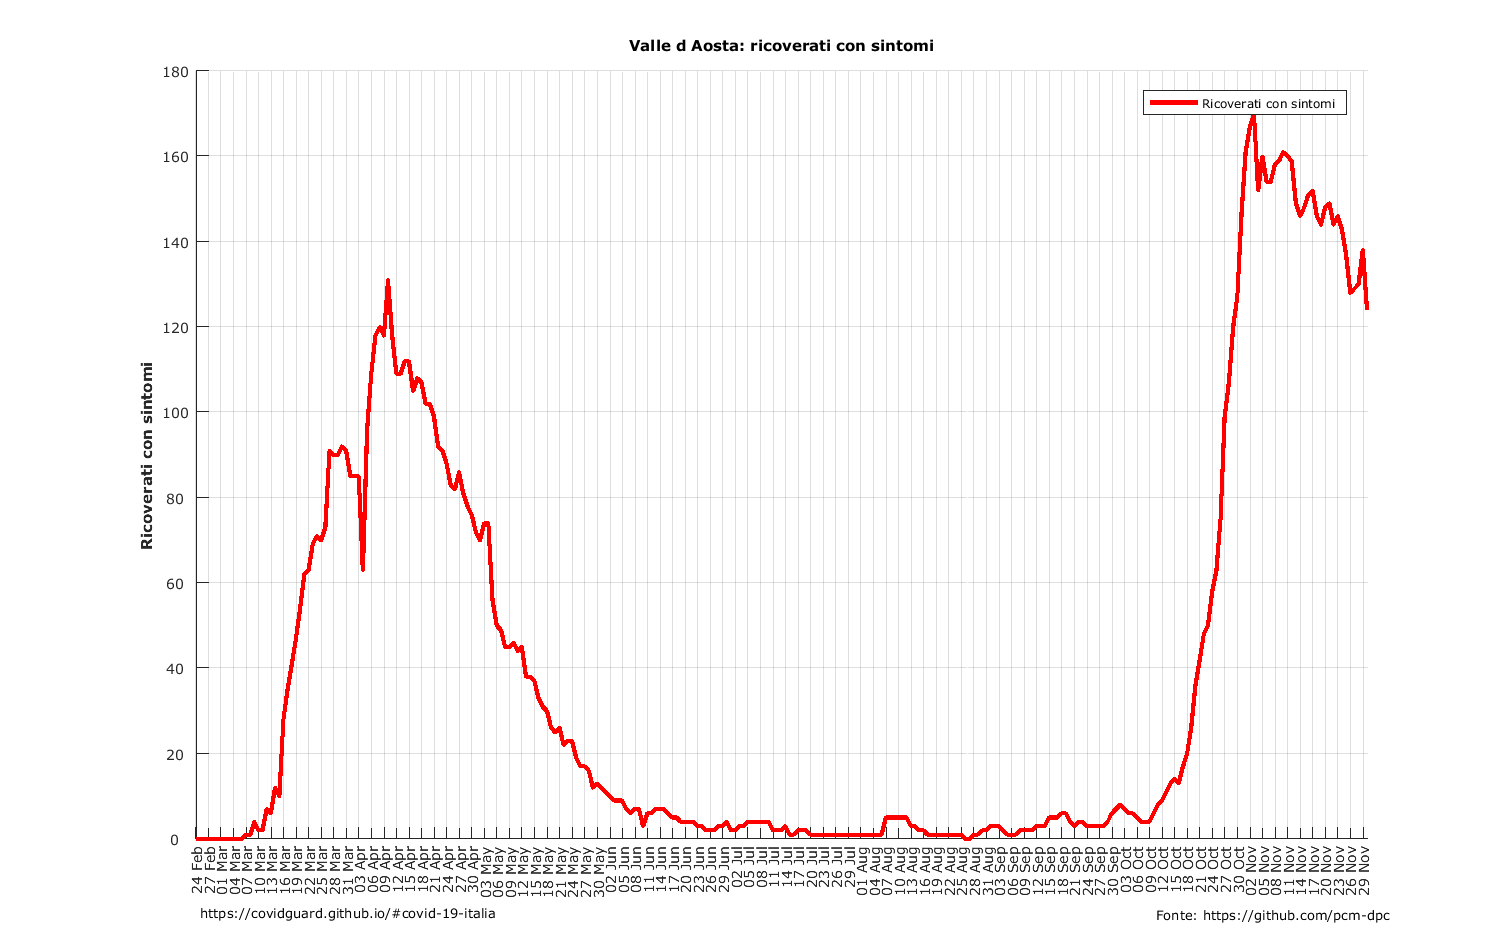 Valle d Aosta: ricoverati con sintomi
Ricoverati con sintomi
Ricoverati con sintomi
180
160
140
120
100
80
60
40
20
0
24 Feb
27 Feb
01 Mar
04 Mar
07 Mar
10 Mar
13 Mar
16 Mar
19 Mar
22 Mar
25 Mar
28 Mar
31 Mar
03 Apr
06 Apr
09 Apr
12 Apr
15 Apr
18 Apr
21 Apr
24 Apr
27 Apr
30 Apr
03 May
06 May
09 May
12 May
15 May
18 May
21 May
24 May
27 May
30 May
02 Jun
05 Jun
08 Jun
11 Jun
14 Jun
17 Jun
20 Jun
23 Jun
26 Jun
29 Jun
02 Jul
05 Jul
08 Jul
11 Jul
14 Jul
17 Jul
20 Jul
23 Jul
26 Jul
29 Jul
01 Aug
04 Aug
07 Aug
10 Aug
13 Aug
16 Aug
19 Aug
22 Aug
25 Aug
28 Aug
31 Aug
03 Sep
06 Sep
09 Sep
12 Sep
15 Sep
18 Sep
21 Sep
24 Sep
27 Sep
30 Sep
03 Oct
06 Oct
09 Oct
12 Oct
15 Oct
18 Oct
21 Oct
24 Oct
27 Oct
30 Oct
02 Nov
05 Nov
08 Nov
11 Nov
14 Nov
17 Nov
20 Nov
23 Nov
26 Nov
29 Nov
https://covidguard.github.io/#covid-19-italia
Fonte: https://github.com/pcm-dpc